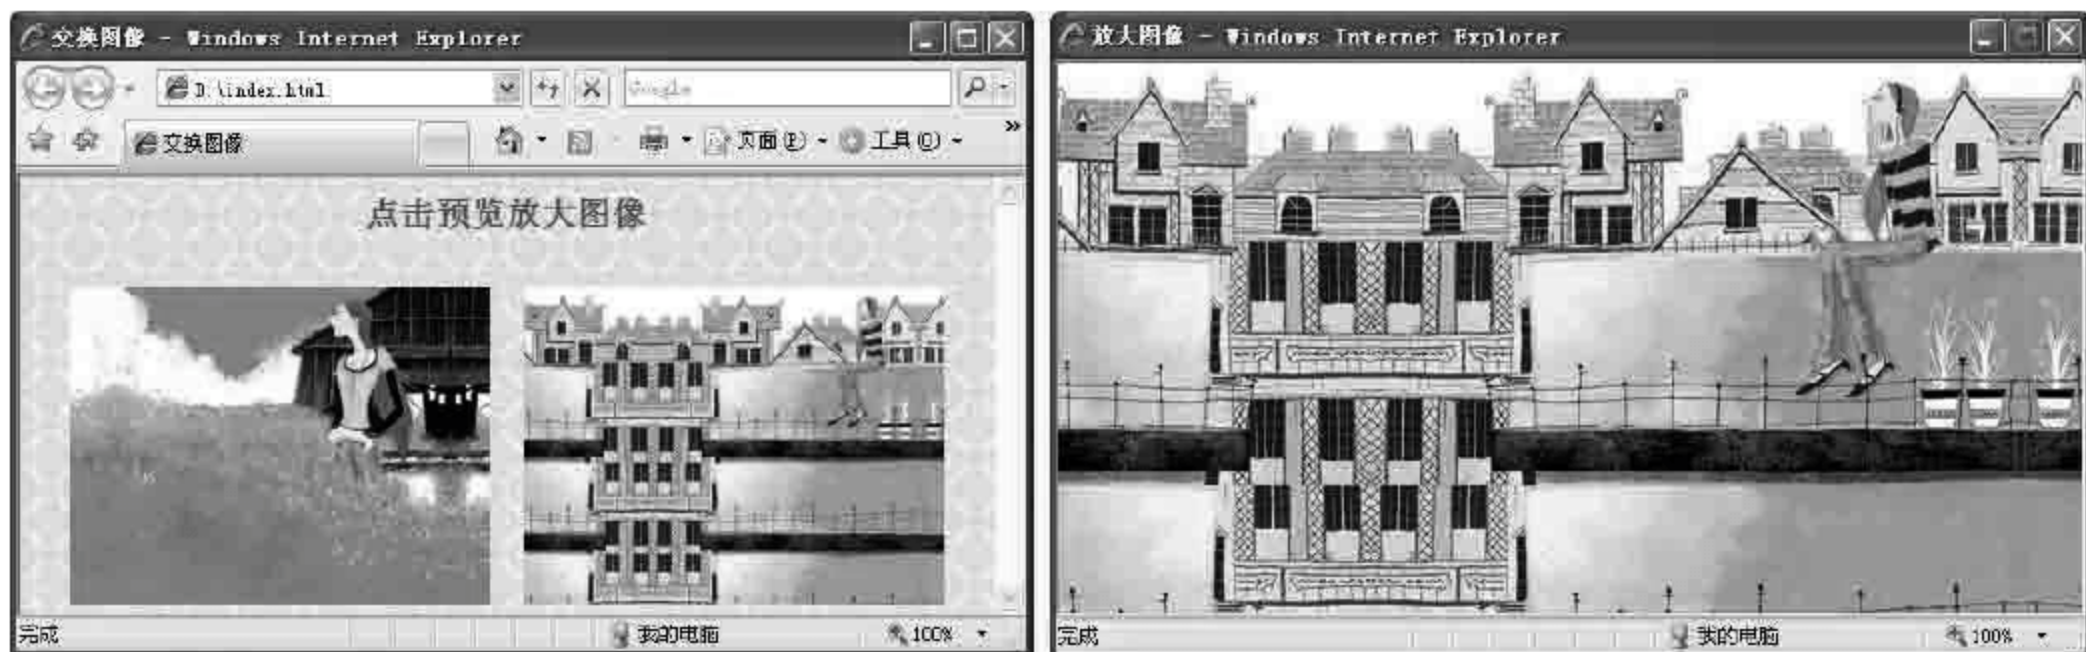 交换图像 - Windows Internet Explorer
D:\index.html
Google
交换图像
页面(P)
工具(O)
»
点击预览放大图像
完成
我的电脑
100%
放大图像 - Windows Internet Explorer
完成
我的电脑
100%